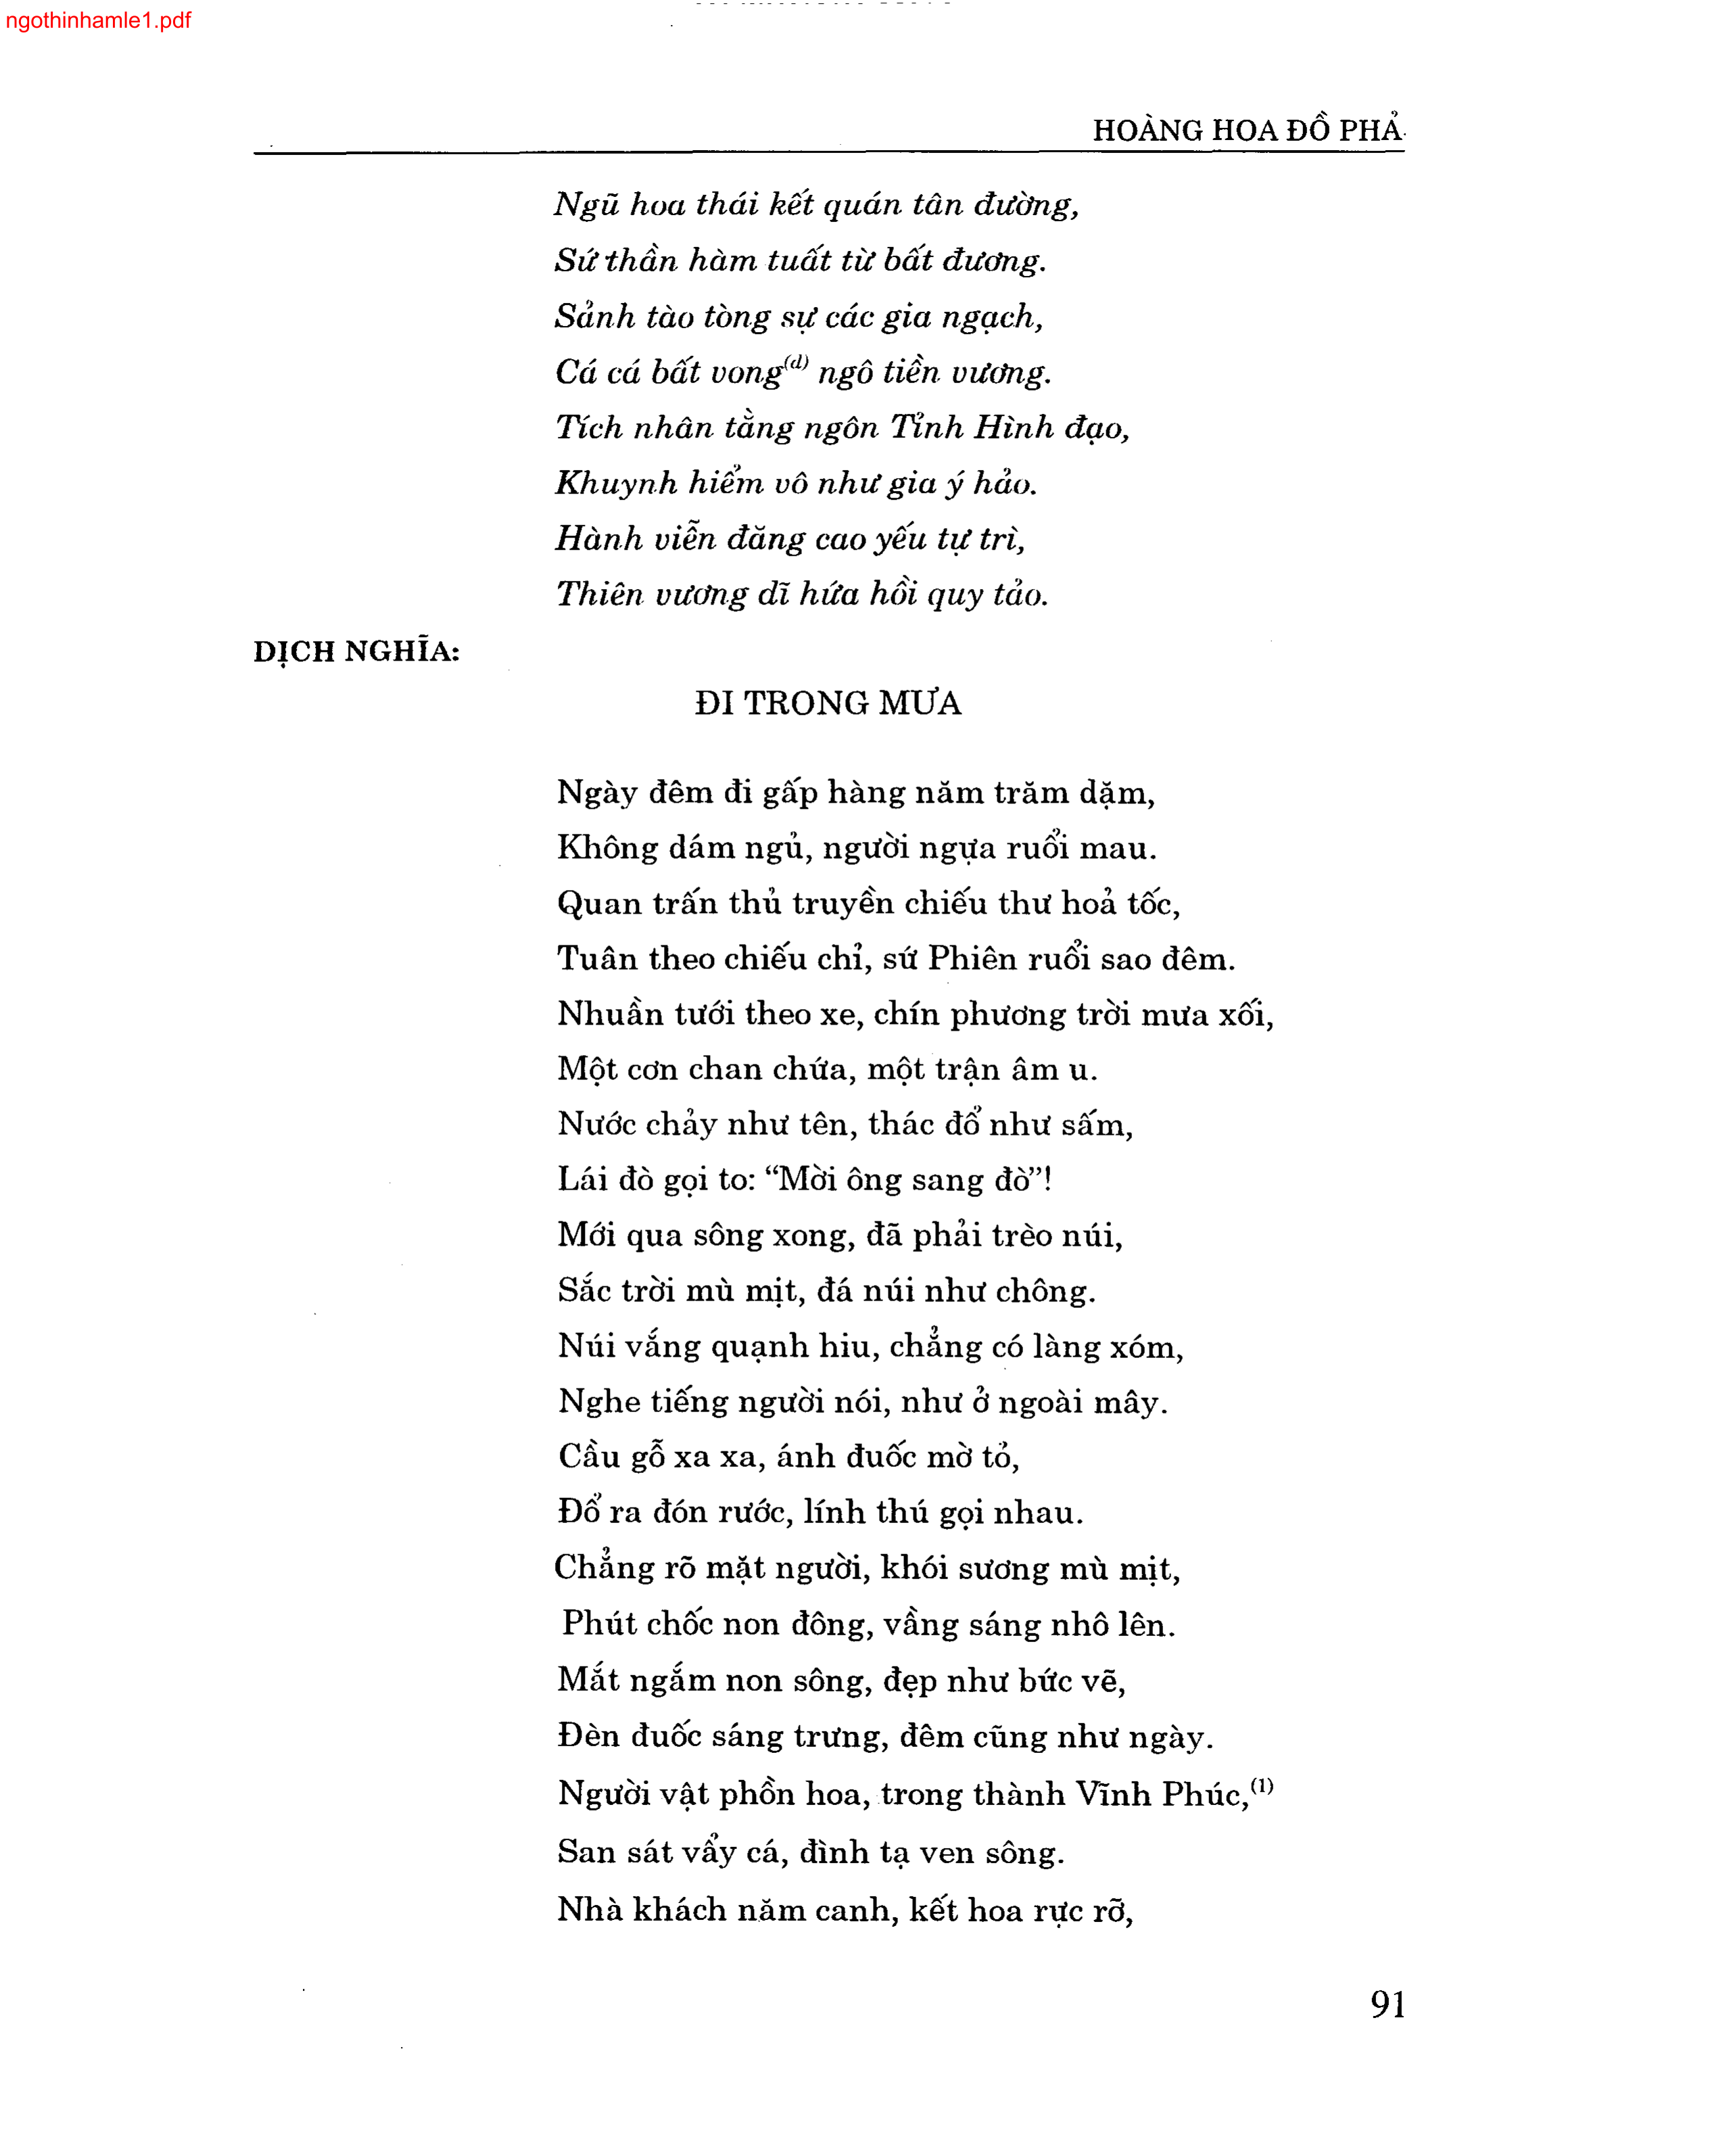 ngothinhamle1.pdf
HOÀNG HOA ĐỒ PHẢ
Ngũ hoa thái kết quán tân đường,
Sứ thần hàm tuất từ bất đương.
Sảnh tào tòng sự các gia ngạch,
Cá cá bất vong(d) ngô tiền vương.
Tích nhân tằng ngôn Tỉnh Hình đạo,
Khuynh hiểm vô như gia ý hảo.
Hành viễn đăng cao yếu tự trì,
Thiên vương dĩ hứa hồi quy tảo.
DỊCH NGHĨA:
ĐI TRONG MƯA
Ngày đêm đi gấp hàng năm trăm dặm,
Không dám ngủ, người ngựa ruổi mau.
Quan trấn thủ truyền chiếu thư hoả tốc,
Tuân theo chiếu chỉ, sứ Phiên ruổi sao đêm.
Nhuần tưới theo xe, chín phương trời mưa xối,
Một cơn chan chứa, một trận âm u.
Nước chảy như tên, thác đổ như sấm,
Lái đò gọi to: “Mời ông sang đò”!
Mới qua sông xong, đã phải trèo núi,
Sắc trời mù mịt, đá núi như chông.
Núi vắng quạnh hiu, chẳng có làng xóm,
Nghe tiếng người nói, như ở ngoài mây.
Cầu gỗ xa xa, ánh đuốc mờ tỏ,
Đổ ra đón rước, lính thú gọi nhau.
Chẳng rõ mặt người, khói sương mù mịt,
Phút chốc non đông, vầng sáng nhô lên.
Mắt ngắm non sông, đẹp như bức vẽ,
Đèn đuốc sáng trưng, đêm cũng như ngày.
Người vật phồn hoa, trong thành Vĩnh Phúc,(1)
San sát vẩy cá, đình tạ ven sông.
Nhà khách năm canh, kết hoa rực rỡ,
91